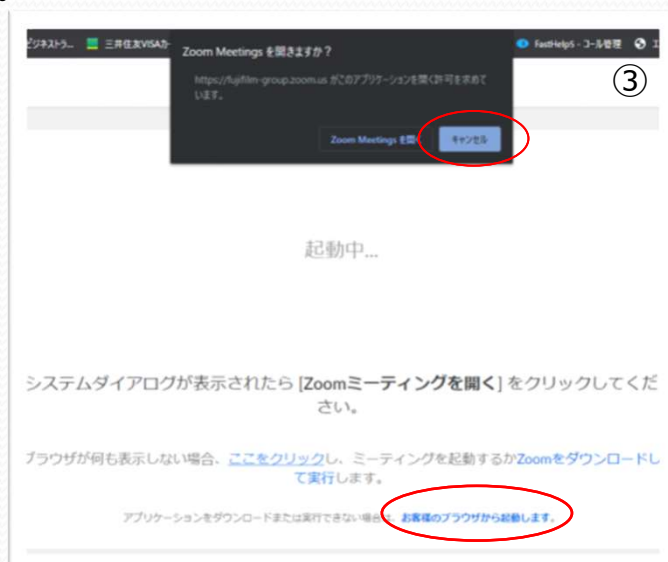 ビジネストラ... 三井住友VISAカ FastHelp5 - コール管理
Zoom Meetings を開きますか？
https://fujifilm-group.zoom.us がこのアプリケーションを開く許可を求めて
います。
③
Zoom Meetings を開 キャンセル
起動中...
システムダイアログが表示されたら [Zoomミーティングを開く] をクリックしてくだ
さい。
ブラウザが何も表示しない場合、ここをクリックし、ミーティングを起動するかZoomをダウンロードし
て実行します。
アプリケーションをダウンロードまたは実行できない場合は、お客様のブラウザから起動します。